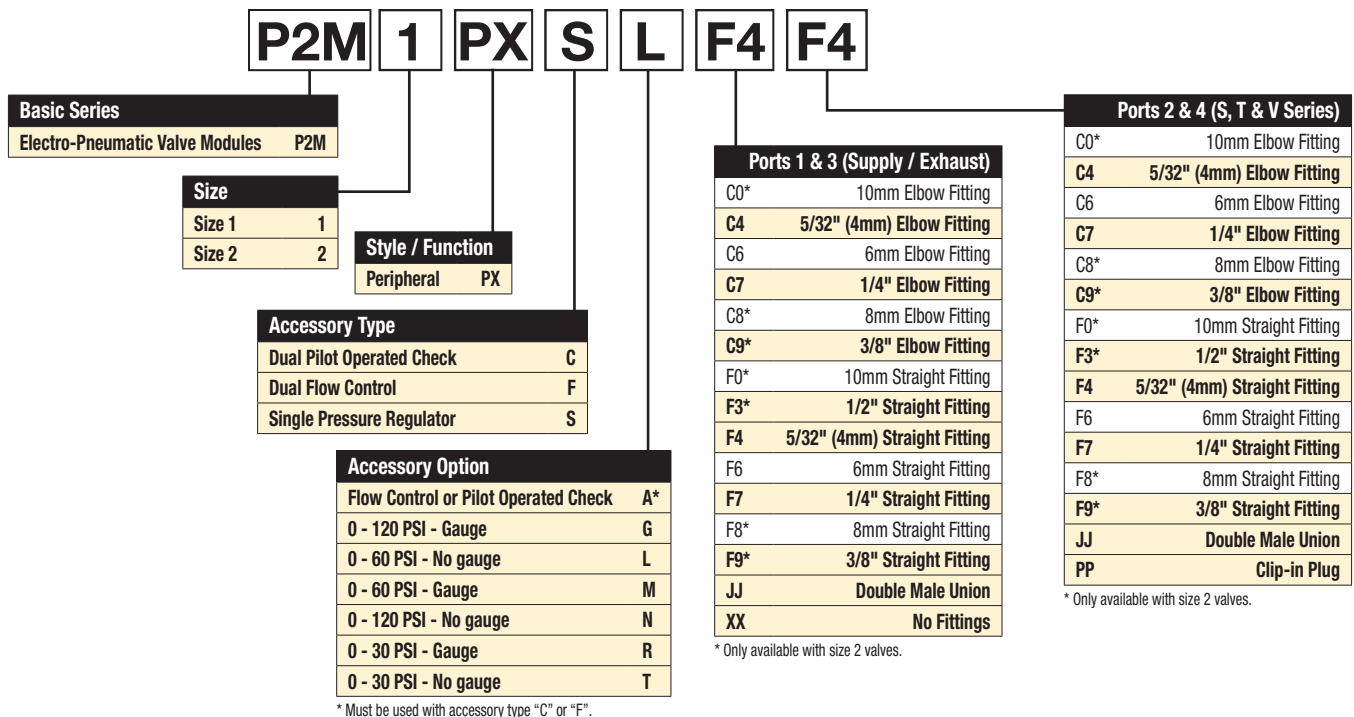 P2M 1 PX S L F4 F4
Basic Series
Electro-Pneumatic Valve Modules P2M
Size
Size 1 1
Size 2 2
Style / Function
Peripheral PX
Accessory Type
Dual Pilot Operated Check C
Dual Flow Control F
Single Pressure Regulator S
Accessory Option
Flow Control or Pilot Operated Check A*
0 - 120 PSI - Gauge G
0 - 60 PSI - No gauge L
0 - 60 PSI - Gauge M
0 - 120 PSI - No gauge N
0 - 30 PSI - Gauge R
0 - 30 PSI - No gauge T
* Must be used with accessory type “C” or “F”.
Ports 1 & 3 (Supply / Exhaust)
C0* 10mm Elbow Fitting
C4 5/32" (4mm) Elbow Fitting
C6 6mm Elbow Fitting
C7 1/4" Elbow Fitting
C8* 8mm Elbow Fitting
C9* 3/8" Elbow Fitting
F0* 10mm Straight Fitting
F3* 1/2" Straight Fitting
F4 5/32" (4mm) Straight Fitting
F6 6mm Straight Fitting
F7 1/4" Straight Fitting
F8* 8mm Straight Fitting
F9* 3/8" Straight Fitting
JJ Double Male Union
XX No Fittings
* Only available with size 2 valves.
Ports 2 & 4 (S, T & V Series)
C0* 10mm Elbow Fitting
C4 5/32" (4mm) Elbow Fitting
C6 6mm Elbow Fitting
C7 1/4" Elbow Fitting
C8* 8mm Elbow Fitting
C9* 3/8" Elbow Fitting
F0* 10mm Straight Fitting
F3* 1/2" Straight Fitting
F4 5/32" (4mm) Straight Fitting
F6 6mm Straight Fitting
F7 1/4" Straight Fitting
F8* 8mm Straight Fitting
F9* 3/8" Straight Fitting
JJ Double Male Union
PP Clip-in Plug
* Only available with size 2 valves.